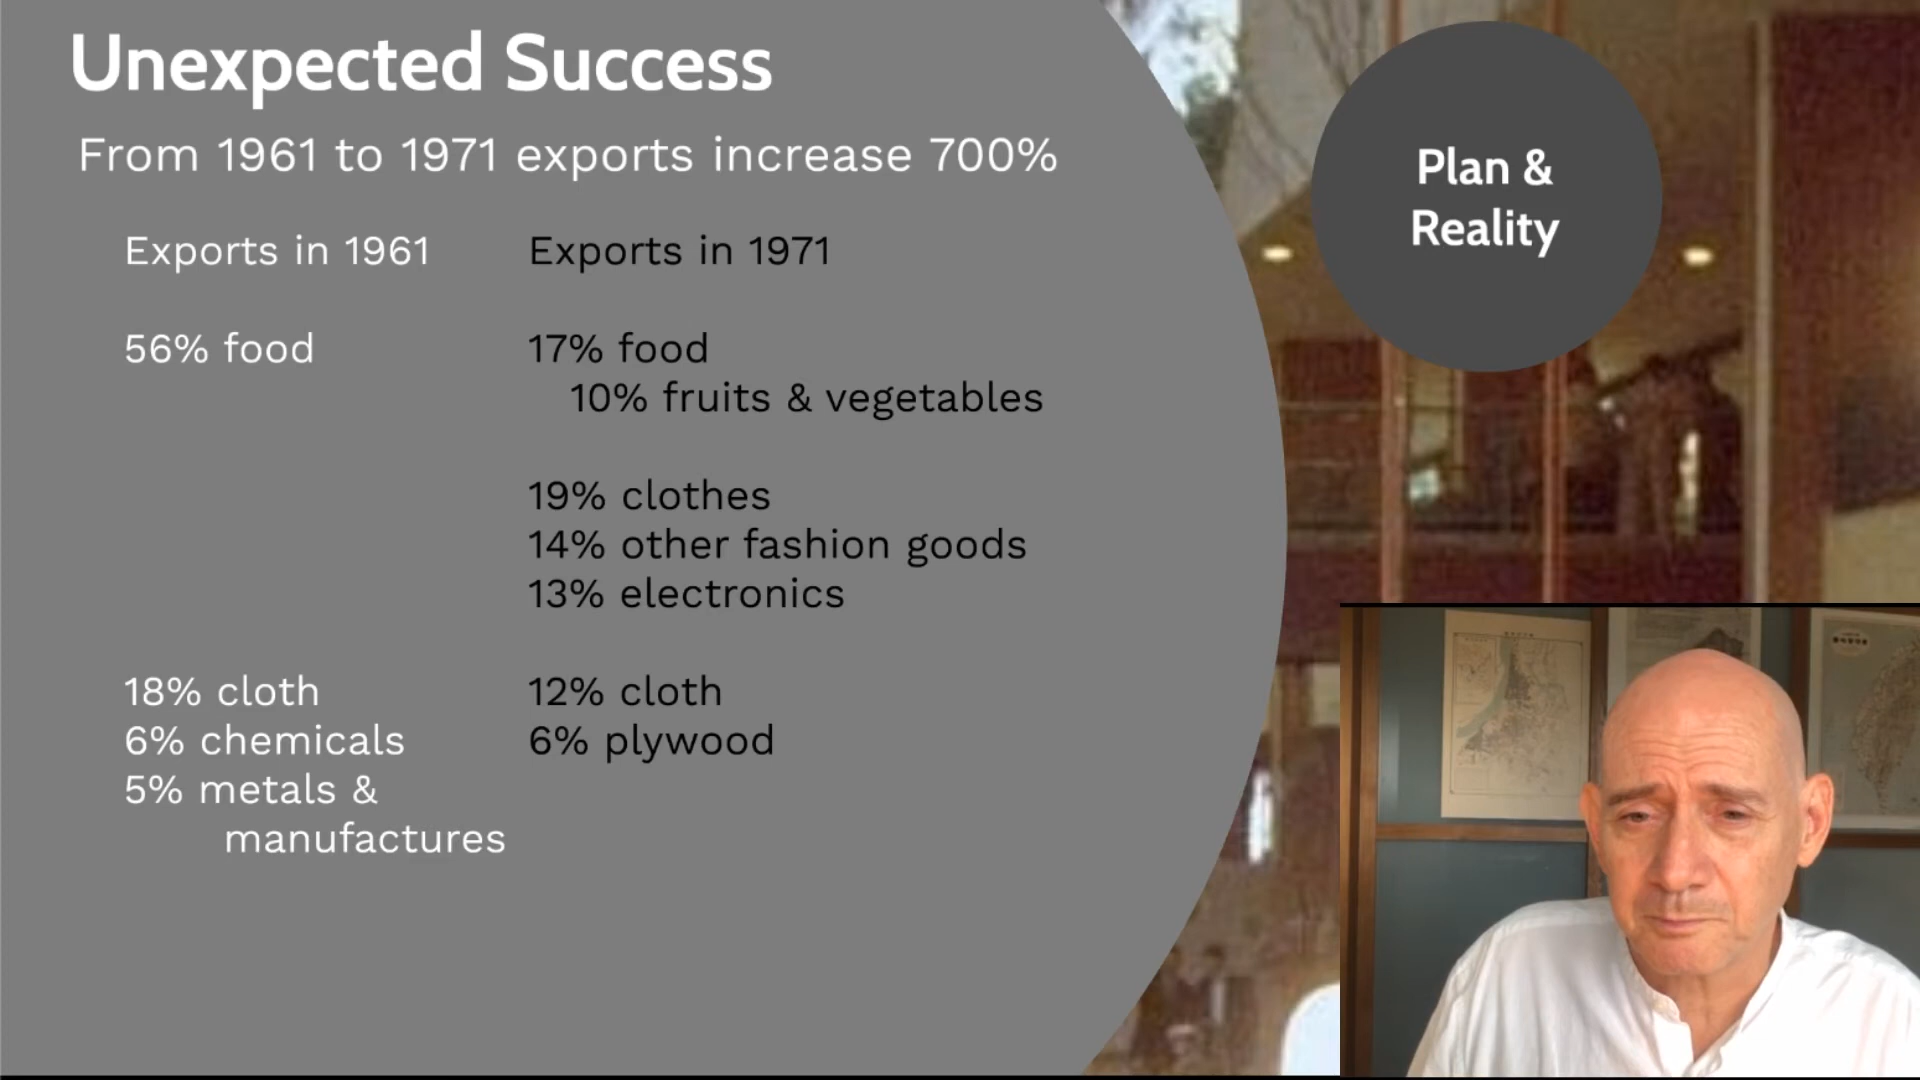 Unexpected Success
From 1961 to 1971 exports increase 700%
Exports in 1961
56% food
18% cloth
6% chemicals
5% metals &
manufactures
Exports in 1971
17% food
10% fruits & vegetables
19% clothes
14% other fashion goods
13% electronics
12% cloth
6% plywood
Plan &
Reality